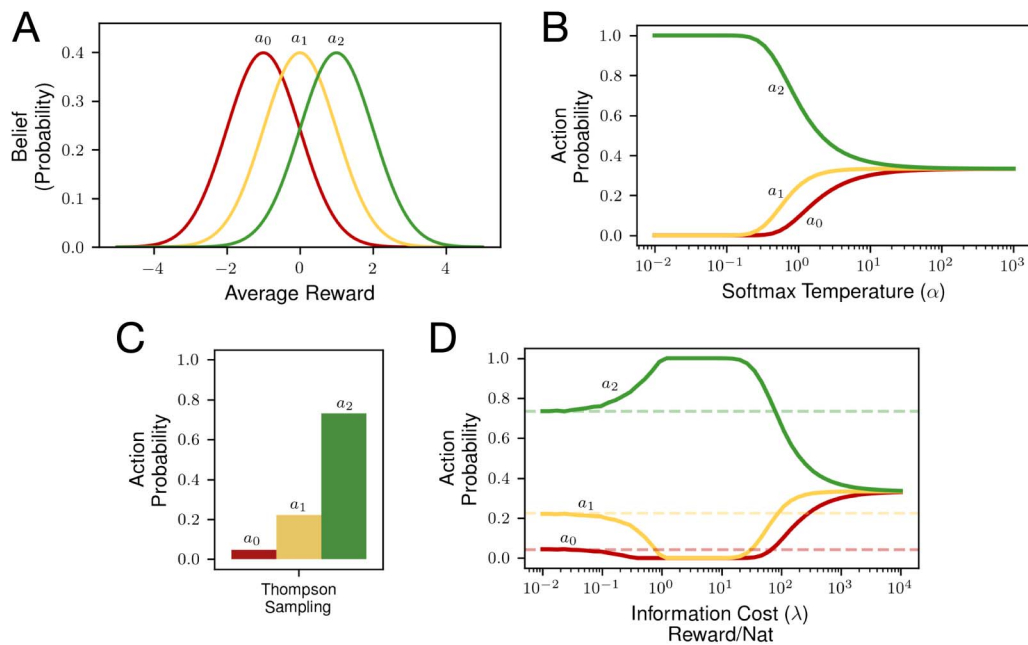 A
a0 a1 a2
0.4
0.3
0.2
0.1
0.0
Belief
(Probability)
−4 −2 0 2 4
Average Reward
B
1.0
0.8
0.6
0.4
0.2
0.0
Action
Probability
a2
a1
a0
10−2 10−1 100 101 102 103
Softmax Temperature (α)
C
1.0
0.8
0.6
0.4
0.2
0.0
Action
Probability
a2
a1
a0
Thompson
Sampling
D
1.0
0.8
0.6
0.4
0.2
0.0
Action
Probability
a2
a1
a0
10−2 10−1 100 101 102 103 104
Information Cost (λ)
Reward/Nat